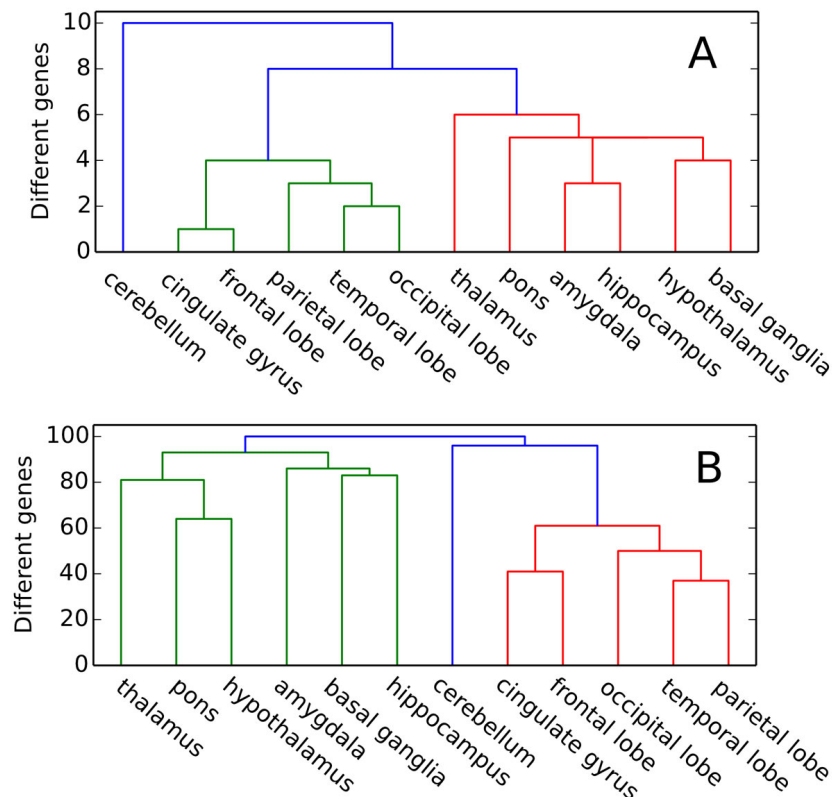 A
Different genes
10
8
6
4
2
0
cerebellum
cingulate gyrus
frontal lobe
parietal lobe
temporal lobe
occipital lobe
thalamus
pons
amygdala
hippocampus
hypothalamus
basal ganglia
B
Different genes
100
80
60
40
20
0
thalamus
pons
hypothalamus
amygdala
basal ganglia
hippocampus
cerebellum
cingulate gyrus
frontal lobe
occipital lobe
temporal lobe
parietal lobe